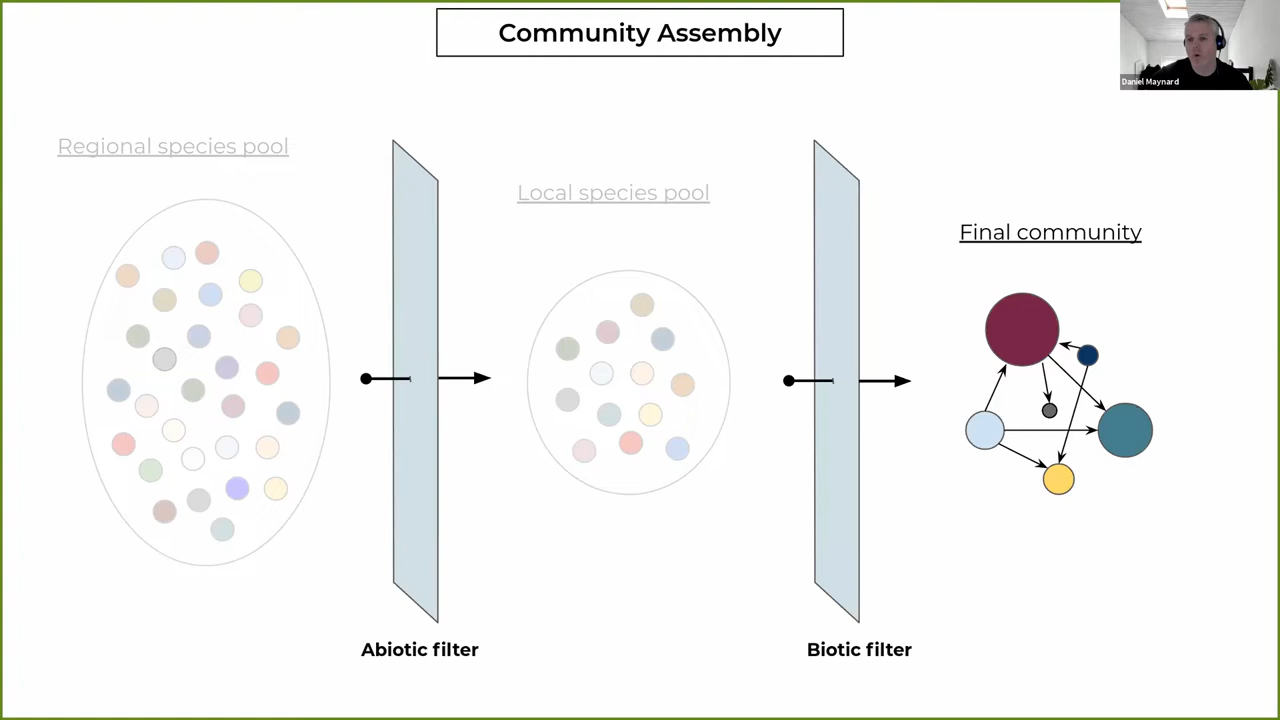 Community Assembly
Daniel Maynard
Regional species pool
Local species pool
Final community
Abiotic filter
Biotic filter